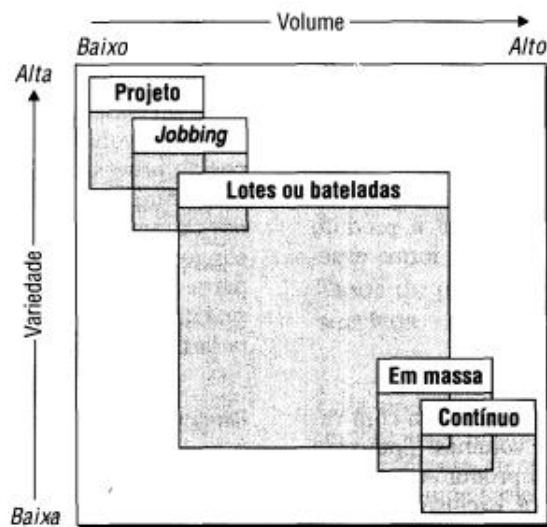 Volume
Baixo
Alto
Alta
Projeto
Jobbing
Lotes ou bateladas
Variedade
Em massa
Contínuo
Baixa